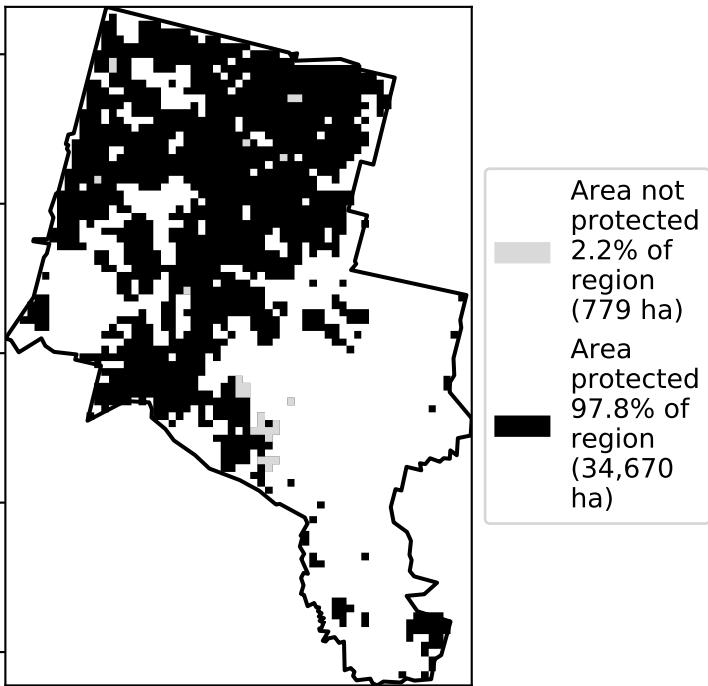 Area not
protected
2.2% of
region
(779 ha)
Area
protected
97.8% of
region
(34,670
ha)